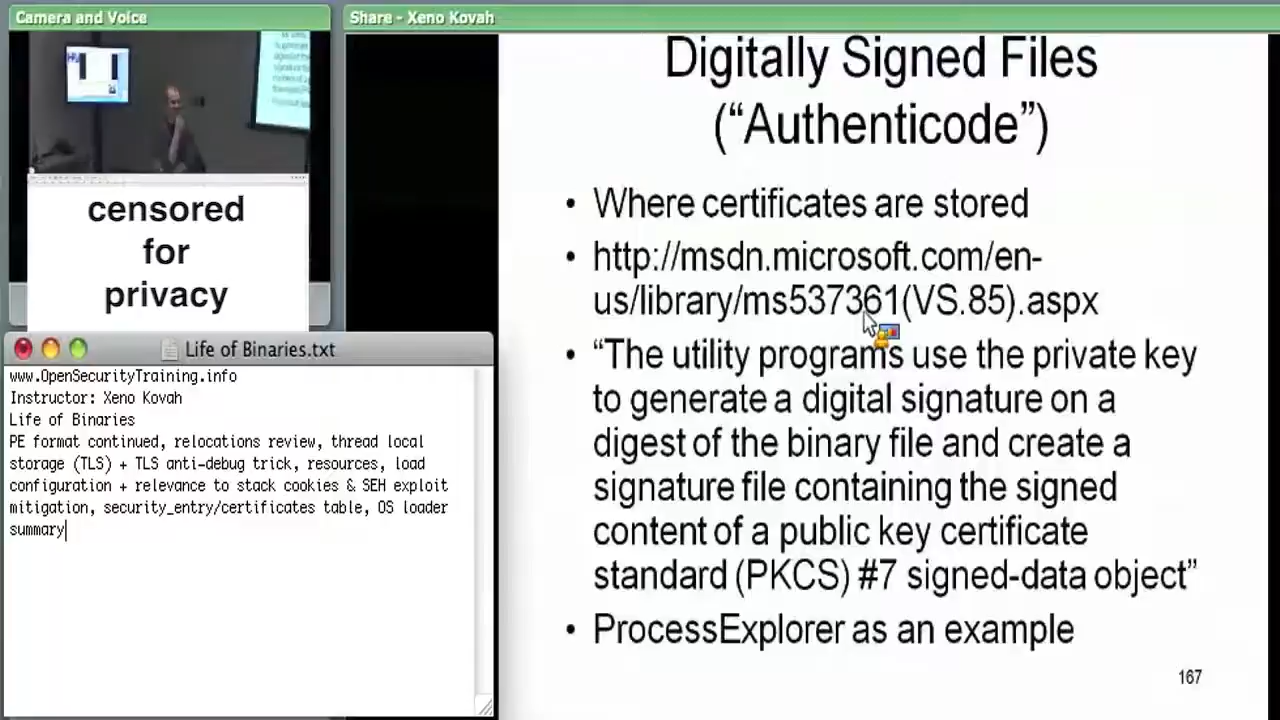 Camera and Voice
Share - Xeno Kovah
censored
for
privacy
Life of Binaries.txt
www.OpenSecurityTraining.info
Instructor: Xeno Kovah
Life of Binaries
PE format continued, relocations review, thread local
storage (TLS) + TLS anti-debug trick, resources, load
configuration + relevance to stack cookies & SEH exploit
mitigation, security_entry/certificates table, OS loader
summary
Digitally Signed Files
(“Authenticode”)
• Where certificates are stored
• http://msdn.microsoft.com/en-
us/library/ms537361(VS.85).aspx
• “The utility programs use the private key
to generate a digital signature on a
digest of the binary file and create a
signature file containing the signed
content of a public key certificate
standard (PKCS) #7 signed-data object”
• ProcessExplorer as an example
167